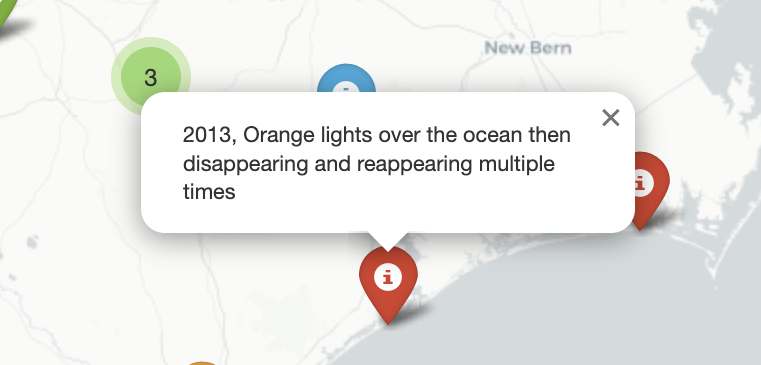 New Bern
3
2013, Orange lights over the ocean then
disappearing and reappearing multiple
times